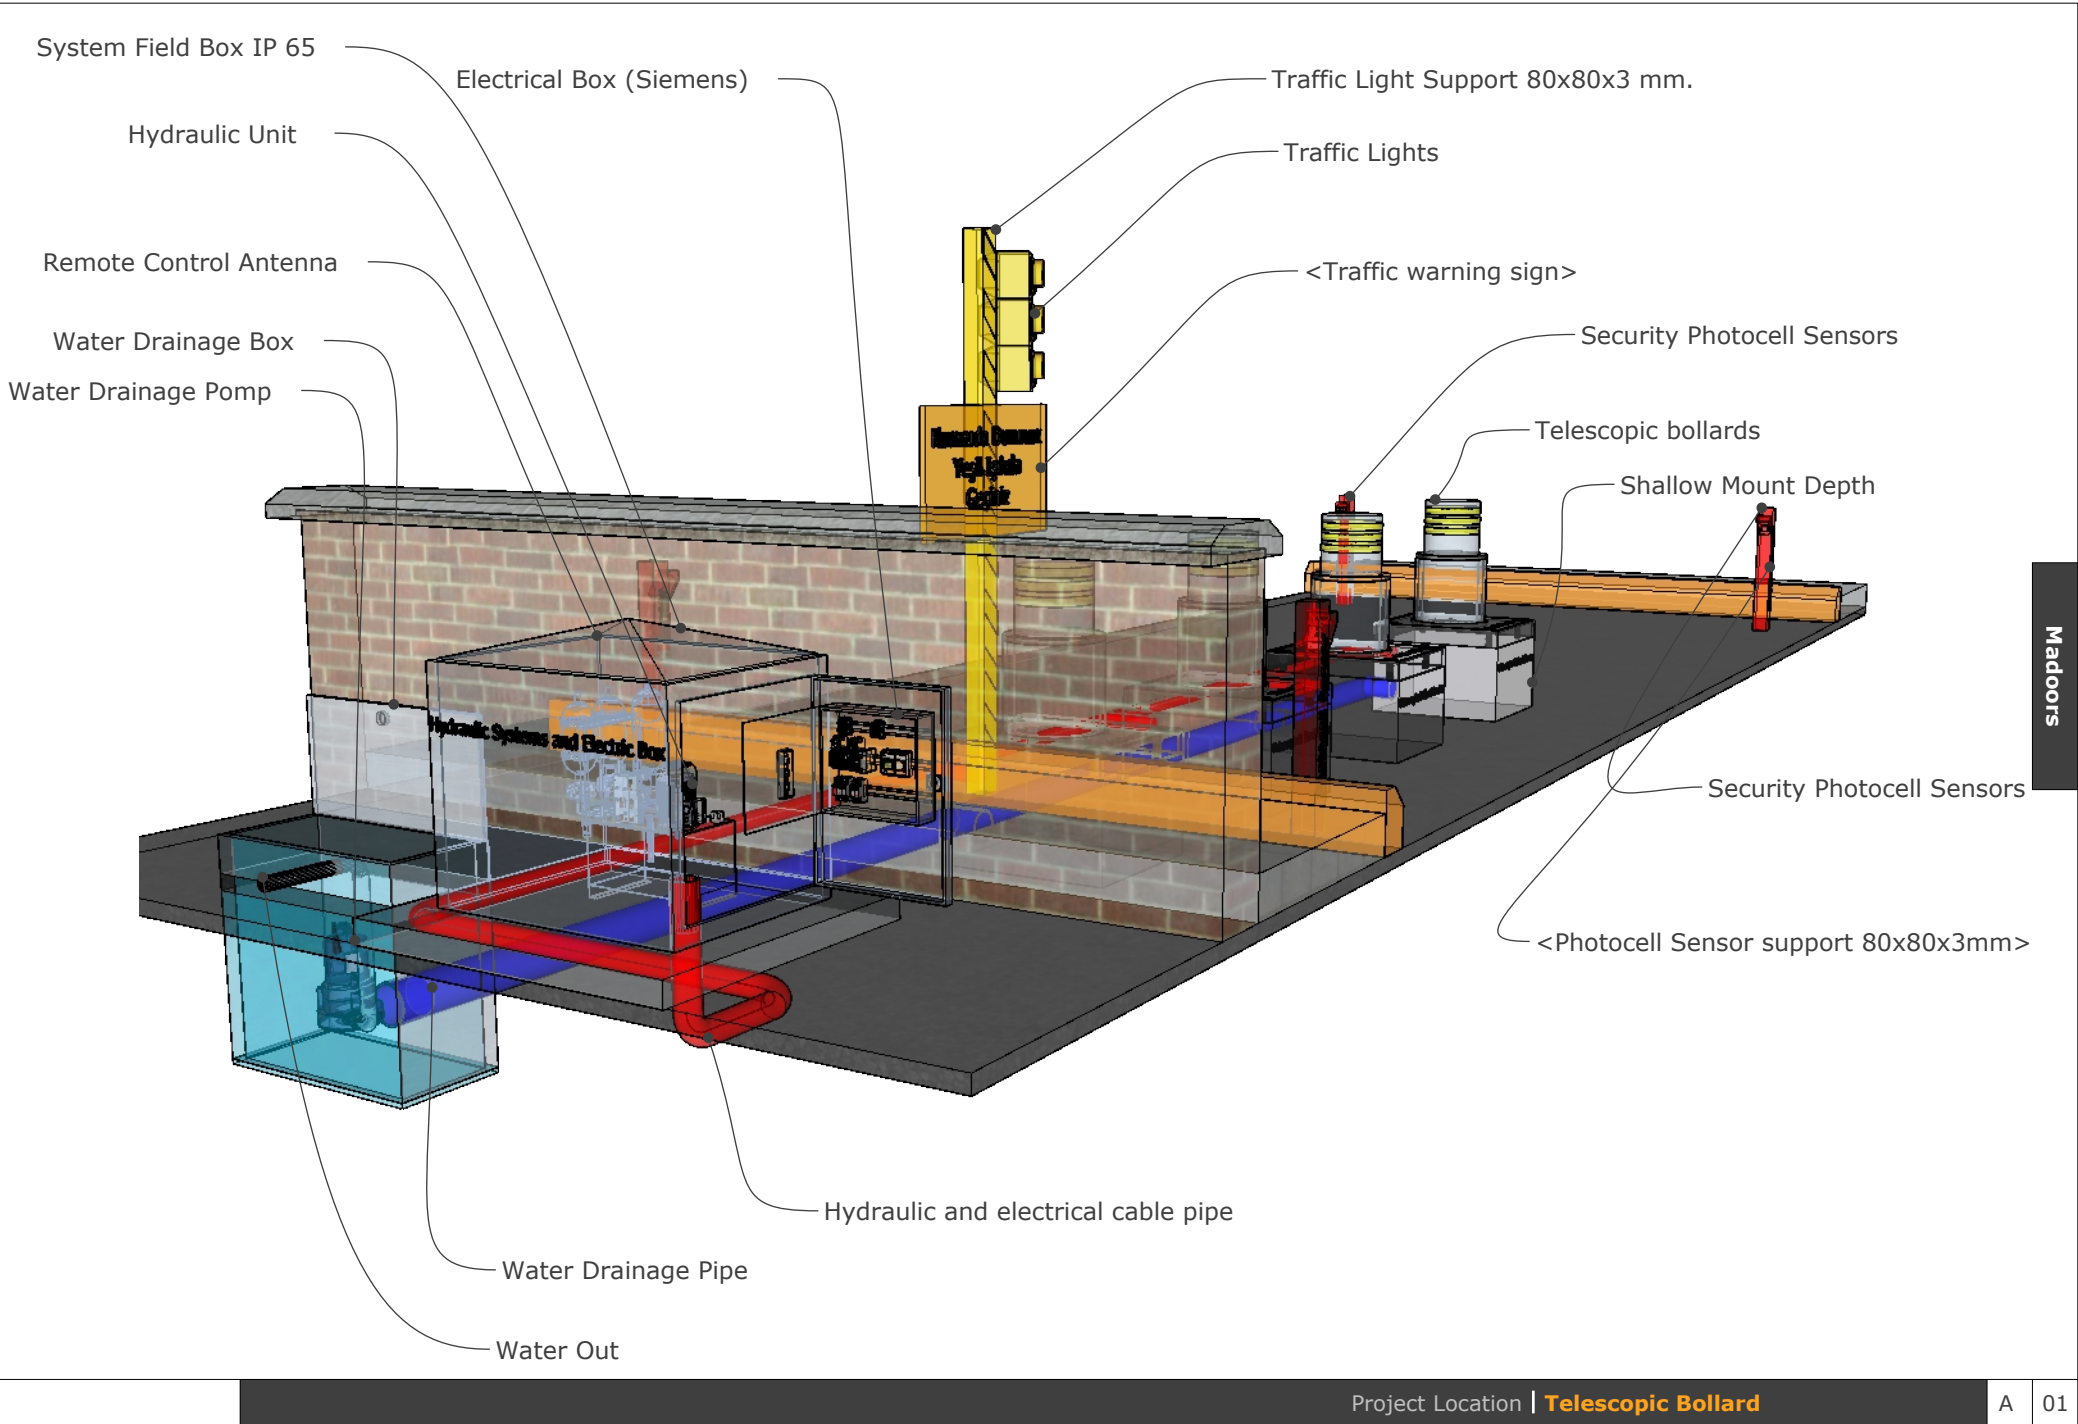 System Field Box IP 65
Electrical Box (Siemens)
Traffic Light Support 80x80x3 mm.
Hydraulic Unit
Traffic Lights
Remote Control Antenna
<Traffic warning sign>
Water Drainage Box
Security Photocell Sensors
Water Drainage Pomp
Telescopic bollards
Shallow Mount Depth
Hydraulic Systems and Electric Box
Madoors
Security Photocell Sensors
<Photocell Sensor support 80x80x3mm>
Hydraulic and electrical cable pipe
Water Drainage Pipe
Water Out
Project Location | Telescopic Bollard
A 01